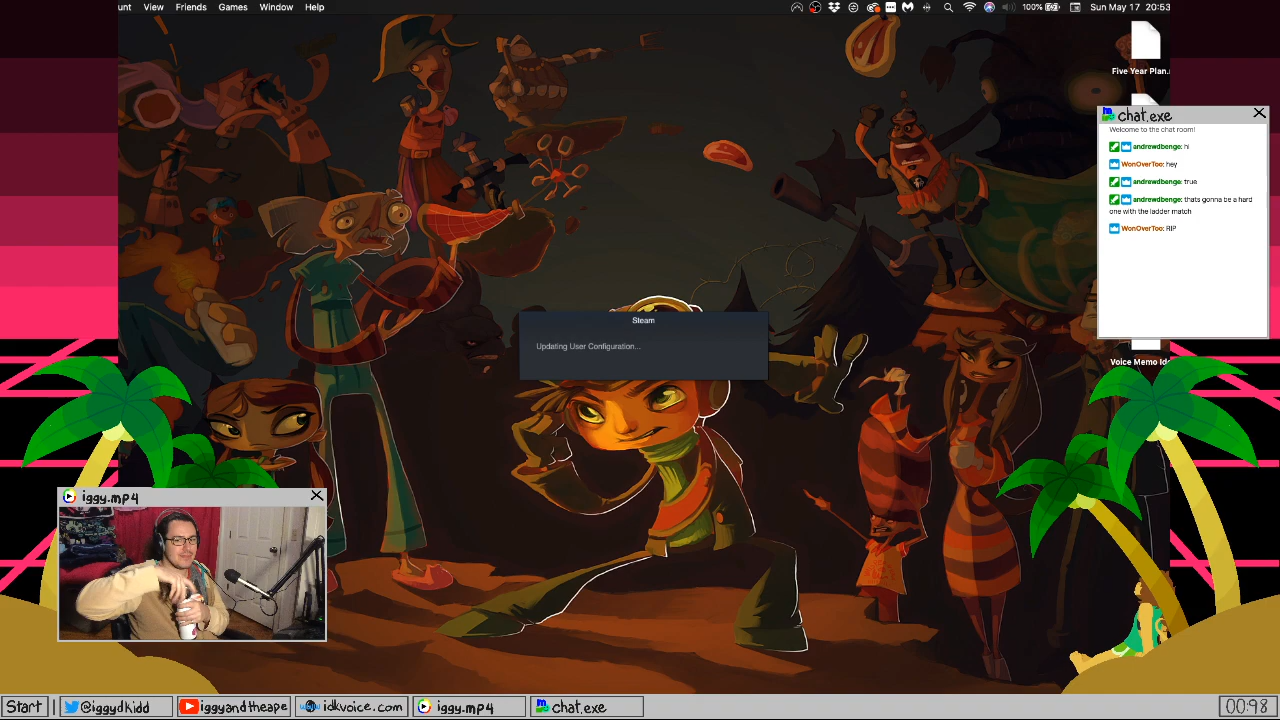 unt View Friends Games Window Help
100% Sun May 17 20:53
Five Year Plan.
chat.exe
Welcome to the chat room!
andrewdbenge: hi
WonOverToo: hey
andrewdbenge: true
andrewdbenge: thats gonna be a hard
one with the ladder match
WonOverToo: RIP
Steam
Updating User Configuration...
Voice Memo Id
iggy.mp4
Start | @iggydkidd iggyandtheape idkvoice.com iggy.mp4 chat.exe 00:98